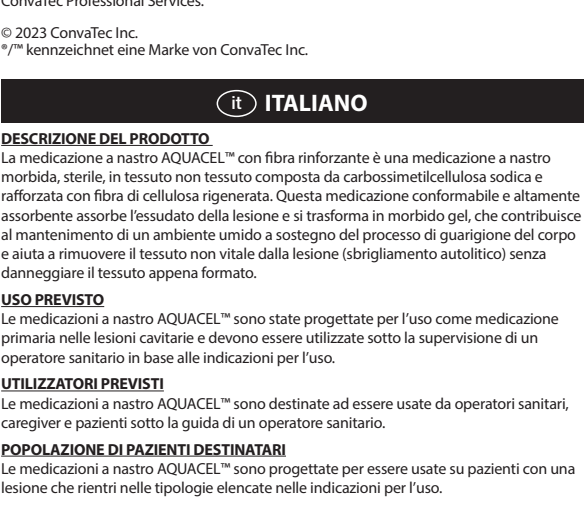 ConvaTec Professional Services.
© 2023 ConvaTec Inc.
®/™ kennzeichnet eine Marke von ConvaTec Inc.
it ITALIANO
DESCRIZIONE DEL PRODOTTO
La medicazione a nastro AQUACEL™ con fibra rinforzante è una medicazione a nastro
morbida, sterile, in tessuto non tessuto composta da carbossimetilcellulosa sodica e
rafforzata con fibra di cellulosa rigenerata. Questa medicazione conformabile e altamente
assorbente assorbe l’essudato della lesione e si trasforma in morbido gel, che contribuisce
al mantenimento di un ambiente umido a sostegno del processo di guarigione del corpo
e aiuta a rimuovere il tessuto non vitale dalla lesione (sbrigliamento autolitico) senza
danneggiare il tessuto appena formato.
USO PREVISTO
Le medicazioni a nastro AQUACEL™ sono state progettate per l’uso come medicazione
primaria nelle lesioni cavitarie e devono essere utilizzate sotto la supervisione di un
operatore sanitario in base alle indicazioni per l’uso.
UTILIZZATORI PREVISTI
Le medicazioni a nastro AQUACEL™ sono destinate ad essere usate da operatori sanitari,
caregiver e pazienti sotto la guida di un operatore sanitario.
POPOLAZIONE DI PAZIENTI DESTINATARI
Le medicazioni a nastro AQUACEL™ sono progettate per essere usate su pazienti con una
lesione che rientri nelle tipologie elencate nelle indicazioni per l’uso.